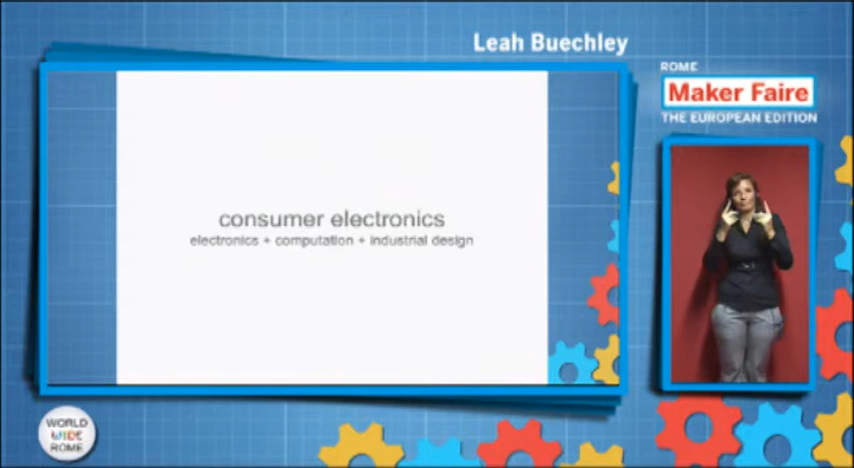 Leah Buechley
ROME
Maker Faire
THE EUROPEAN EDITION
consumer electronics
electronics + computation + industrial design
WORLD
WIDE
ROME